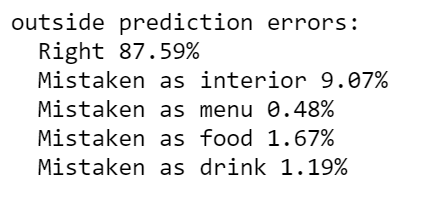 outside prediction errors:
Right 87.59%
Mistaken as interior 9.07%
Mistaken as menu 0.48%
Mistaken as food 1.67%
Mistaken as drink 1.19%